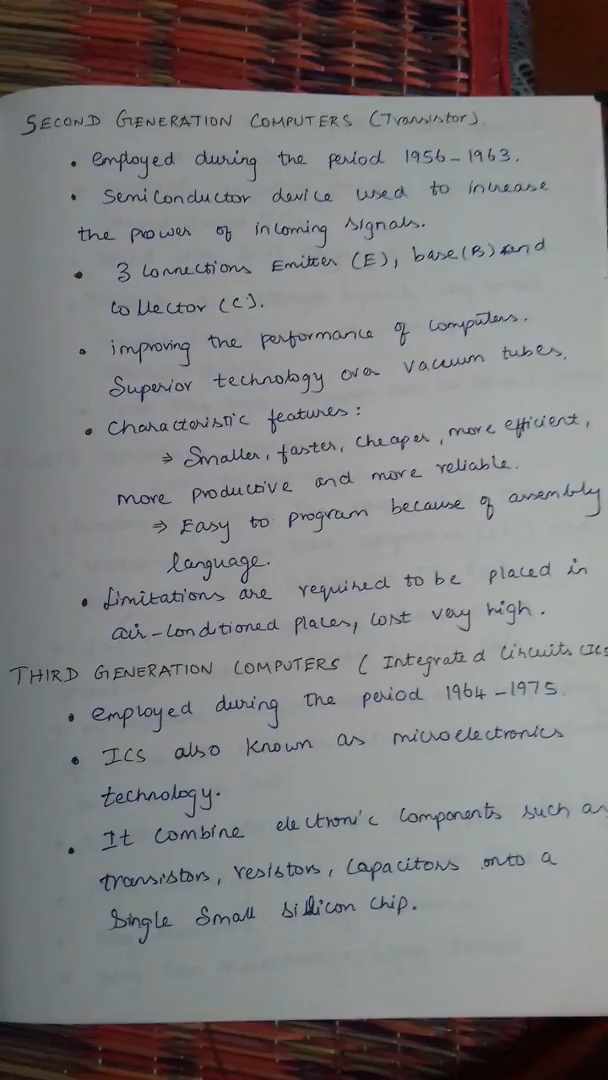 SECOND GENERATION COMPUTERS (Transistor).
• employed during the period 1956-1963.
• Semiconductor device used to increase
the power of incoming signals.
• 3 connections Emitter (E), base (B) and
collector (C).
• improving the performance of computers.
Superior technology over vacuum tubes.
• Characteristic features:
⇒ Smaller, faster, cheaper, more efficient,
more productive and more reliable.
⇒ Easy to program because of assembly
language.
• Limitations are required to be placed in
air-conditioned places, cost very high.
THIRD GENERATION COMPUTERS (Integrated Circuits (ICs
• employed during the period 1964-1975.
• ICS also known as microelectronics
technology.
• It combine electronic components such as
transistors, resistors, capacitors onto a
single small silicon chip.